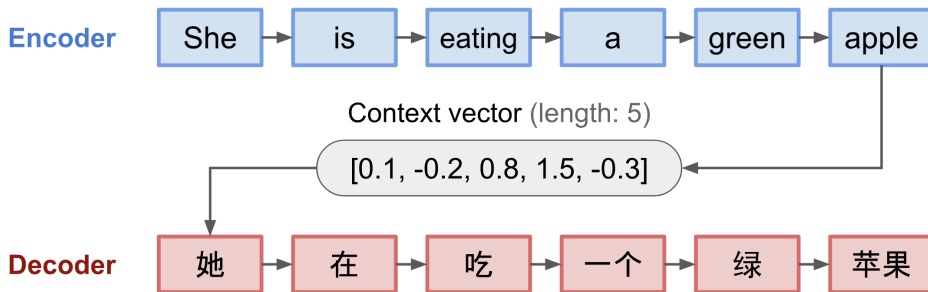 Encoder She is eating a green apple
Context vector (length: 5)
[0.1, -0.2, 0.8, 1.5, -0.3]
Decoder 她 在 吃 一个 绿 苹果